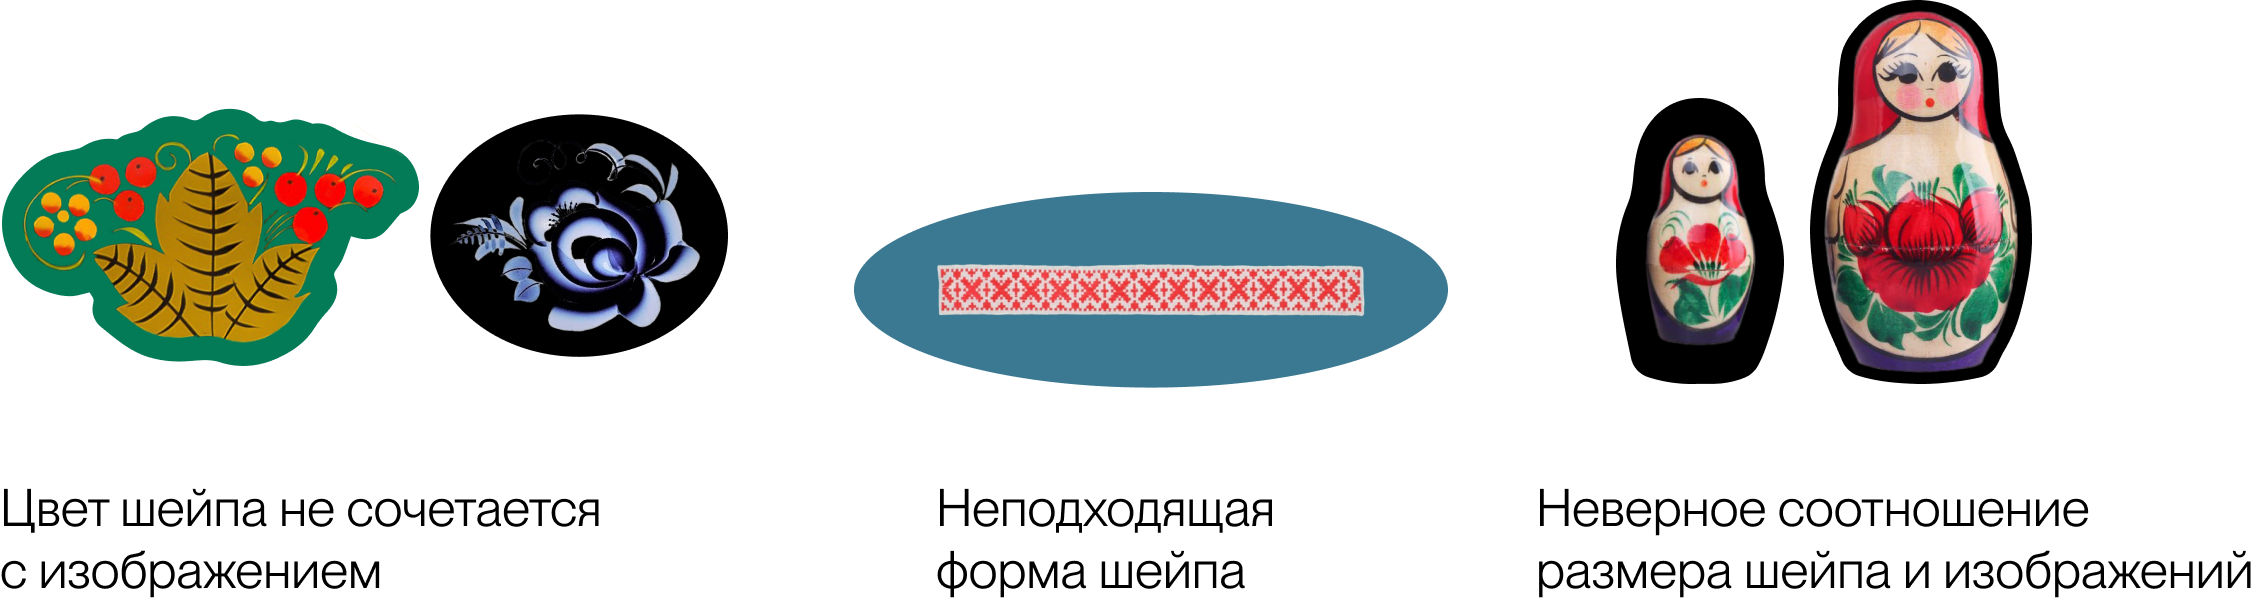 Цвет шейпа не сочетается
с изображением
Неподходящая
форма шейпа
Неверное соотношение
размера шейпа и изображений